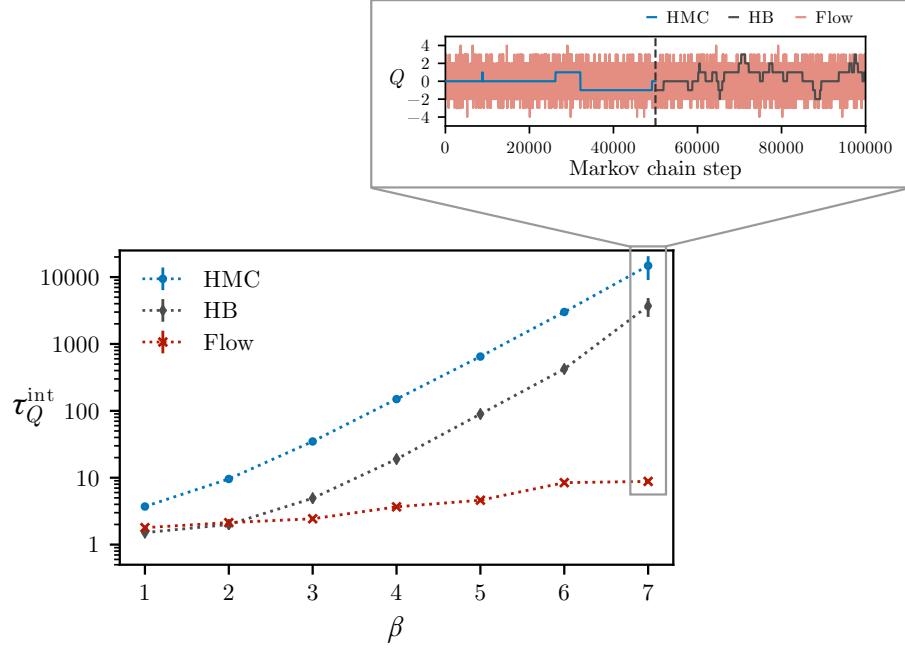 HMC HB Flow
4
2
Q 0
−2
−4
0 20000 40000 60000 80000 100000
Markov chain step
10000
1000
100
10
1
τ_Q^int
HMC
HB
Flow
1 2 3 4 5 6 7
β